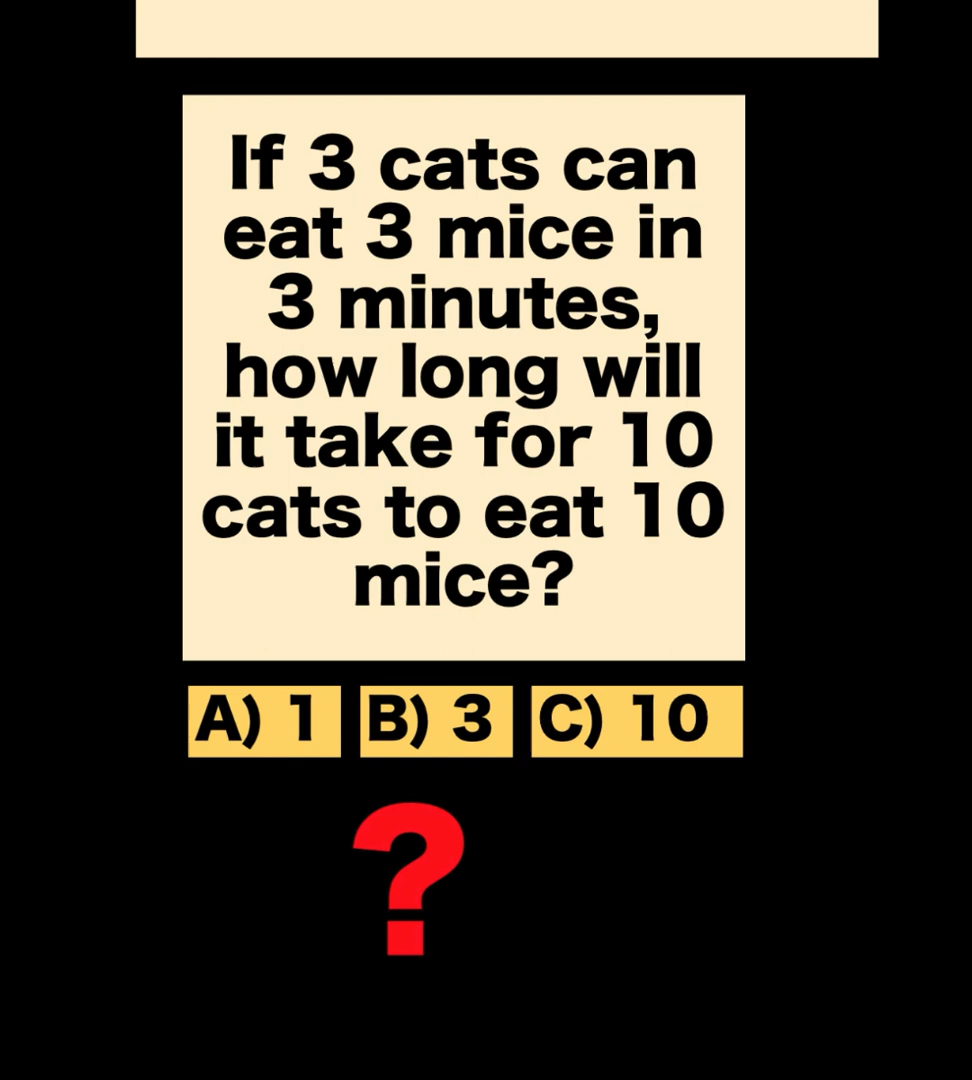 If 3 cats can
eat 3 mice in
3 minutes,
how long will
it take for 10
cats to eat 10
mice?
A) 1 B) 3 C) 10
?